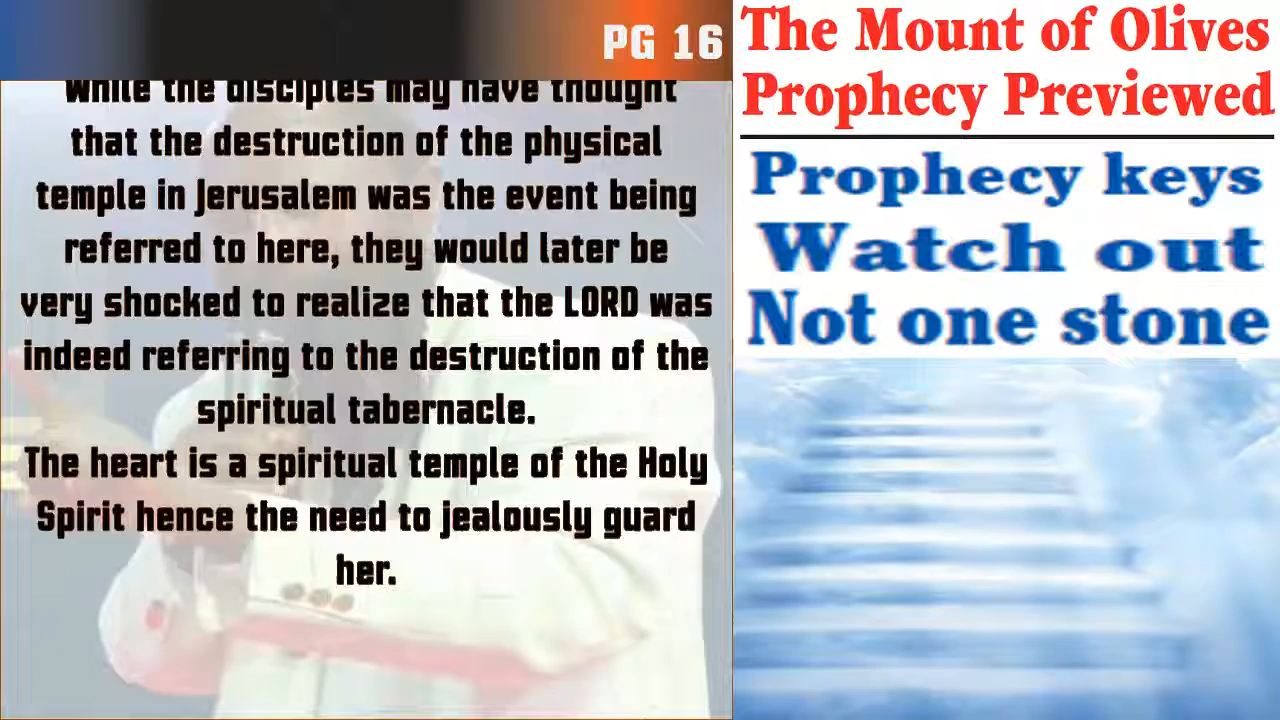 PG 16
While the disciples may have thought
that the destruction of the physical
temple in Jerusalem was the event being
referred to here, they would later be
very shocked to realize that the LORD was
indeed referring to the destruction of the
spiritual tabernacle.
The heart is a spiritual temple of the Holy
Spirit hence the need to jealously guard
her.
The Mount of Olives
Prophecy Previewed
Prophecy keys
Watch out
Not one stone